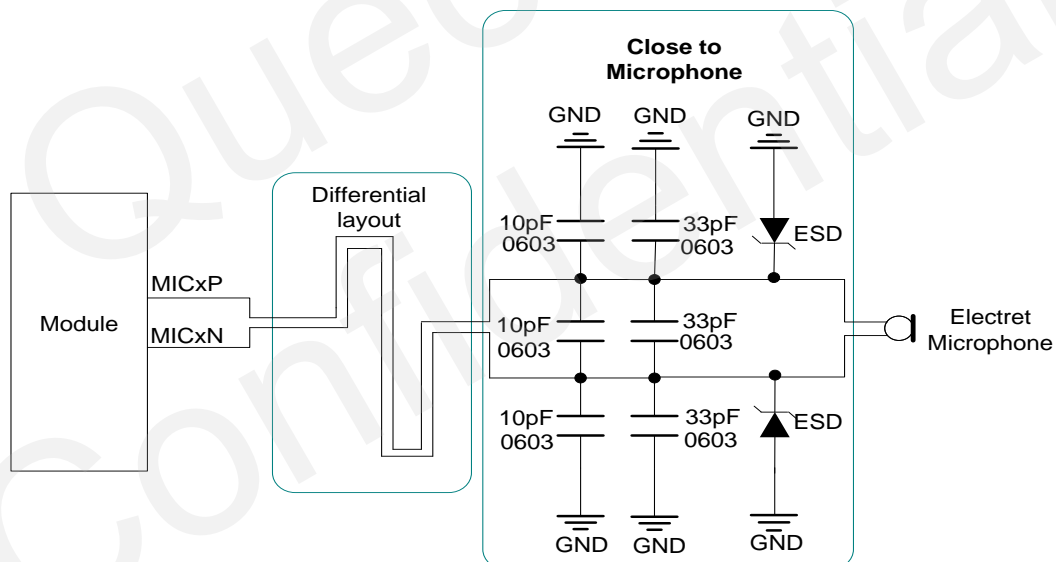 Close to
Microphone
GND
GND
GND
Differential
layout
10pF
0603
33pF
0603
ESD
MICxP
Module
MICxN
10pF
0603
33pF
0603
Electret
Microphone
10pF
0603
33pF
0603
ESD
GND
GND
GND
Quec
Confidential